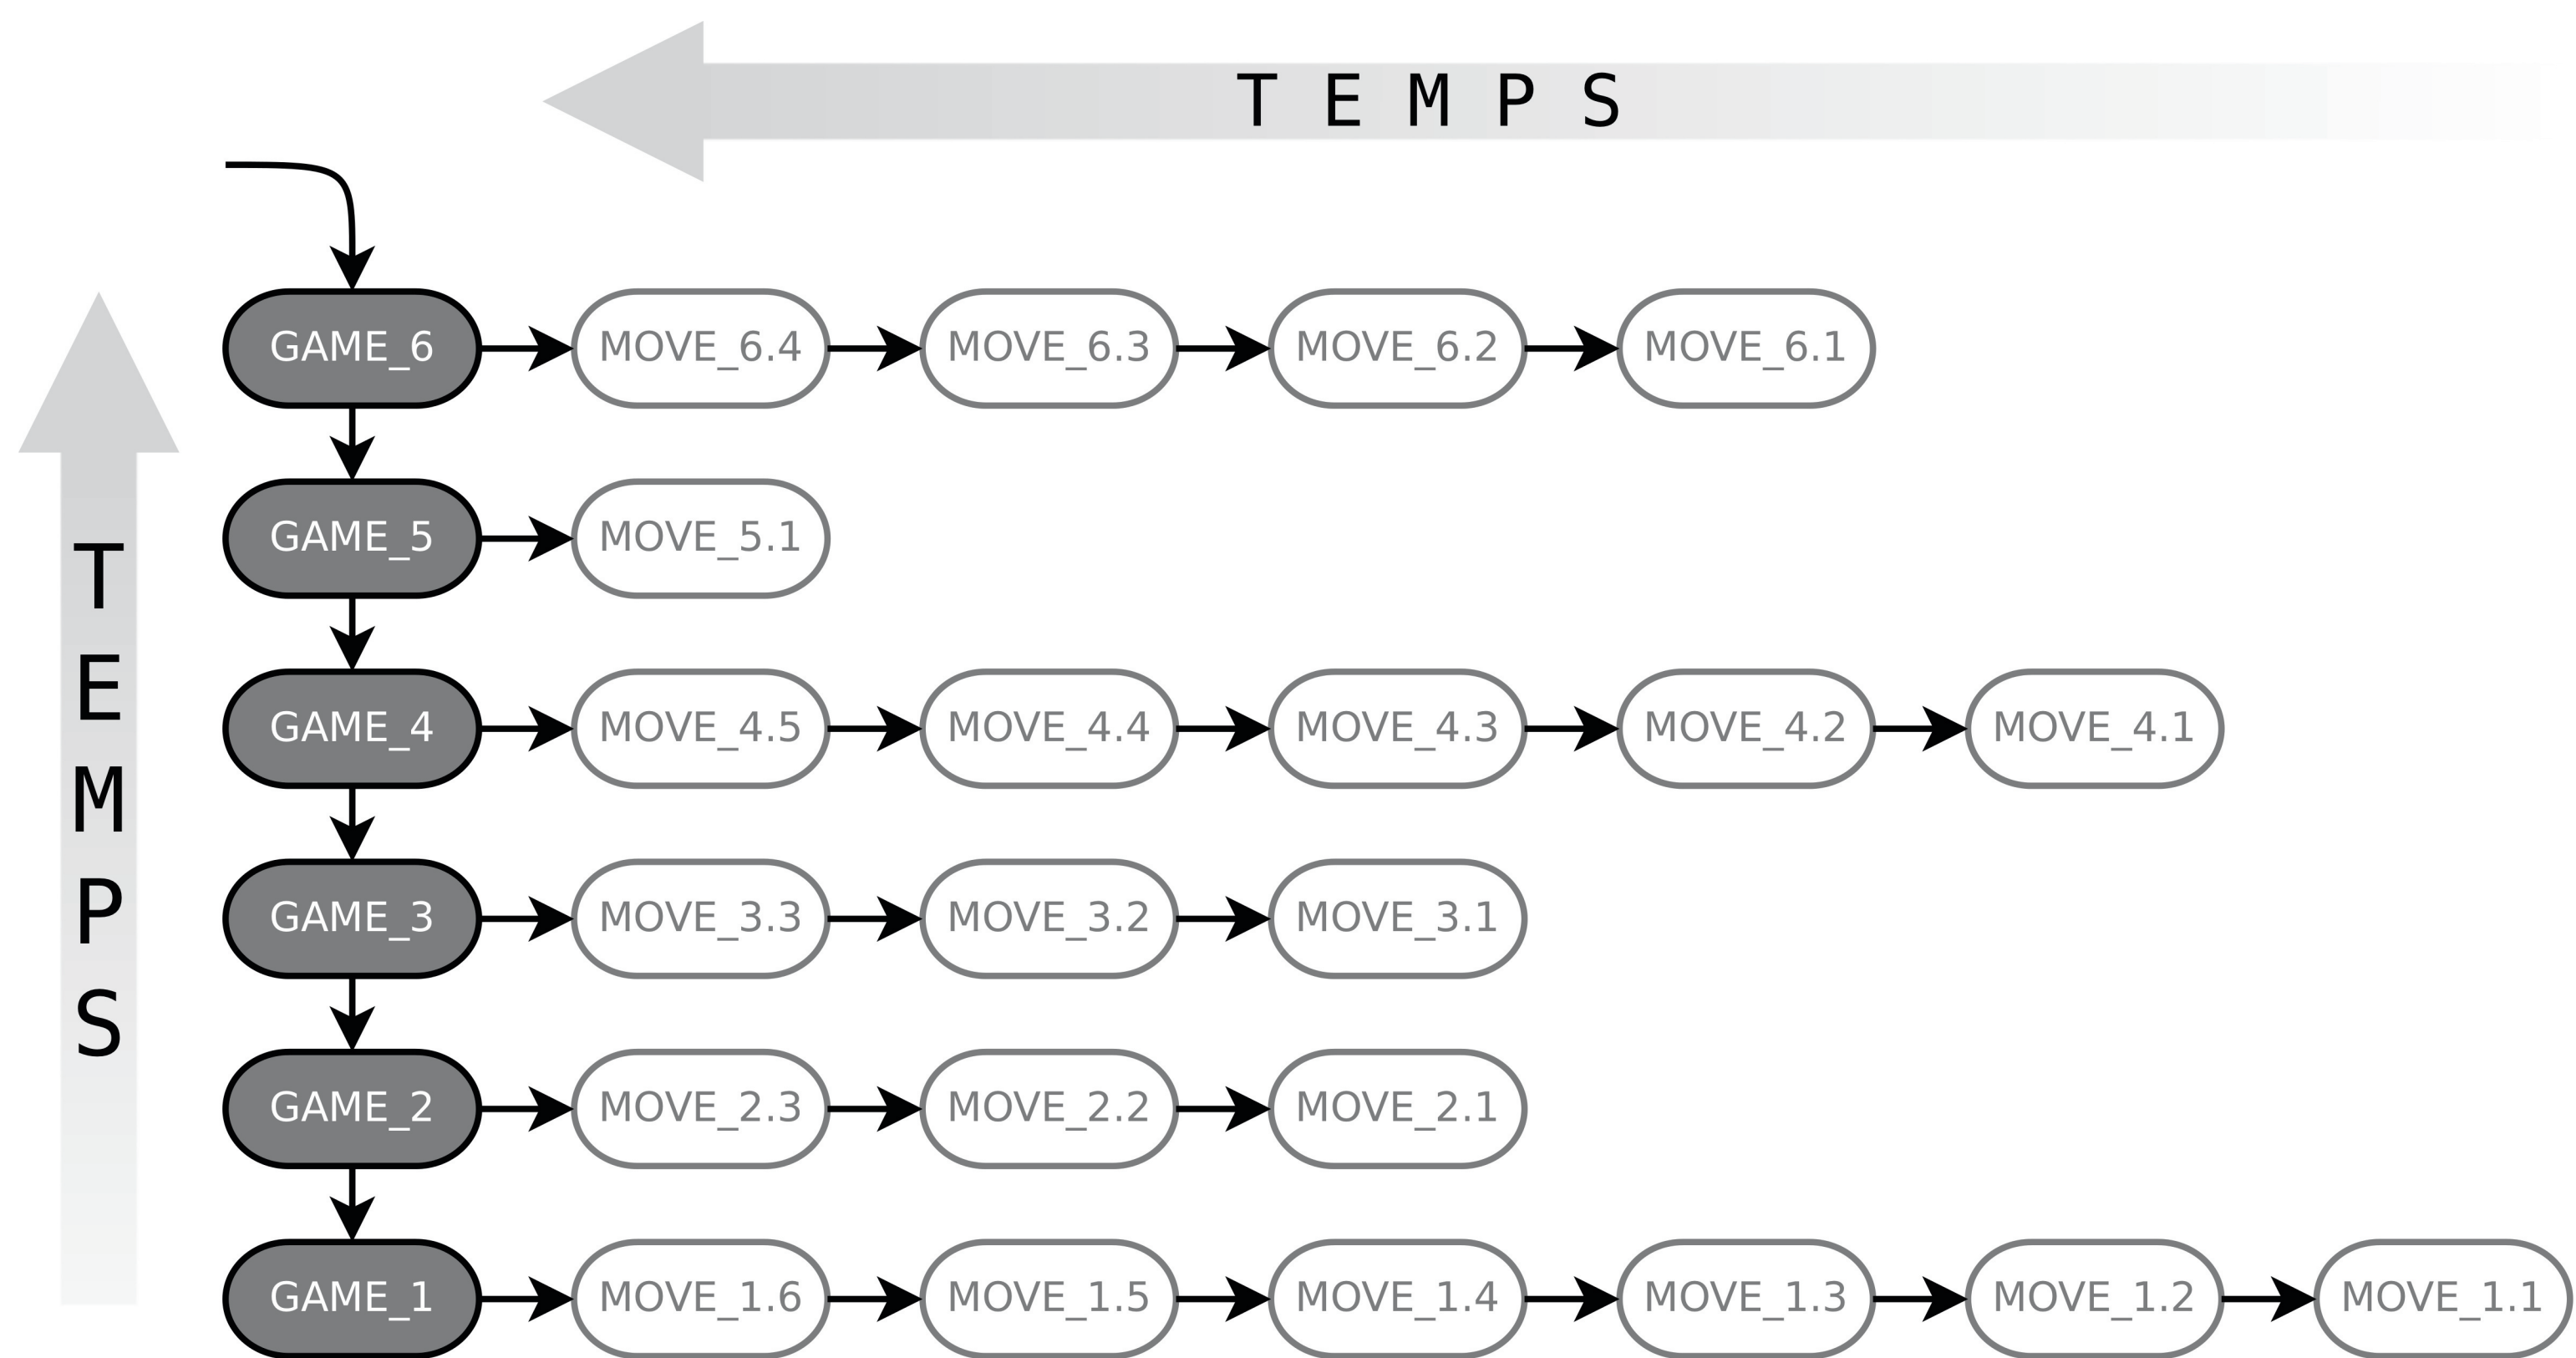 T E M P S
GAME_6 MOVE_6.4 MOVE_6.3 MOVE_6.2 MOVE_6.1
GAME_5 MOVE_5.1
GAME_4 MOVE_4.5 MOVE_4.4 MOVE_4.3 MOVE_4.2 MOVE_4.1
GAME_3 MOVE_3.3 MOVE_3.2 MOVE_3.1
GAME_2 MOVE_2.3 MOVE_2.2 MOVE_2.1
GAME_1 MOVE_1.6 MOVE_1.5 MOVE_1.4 MOVE_1.3 MOVE_1.2 MOVE_1.1
T E M P S